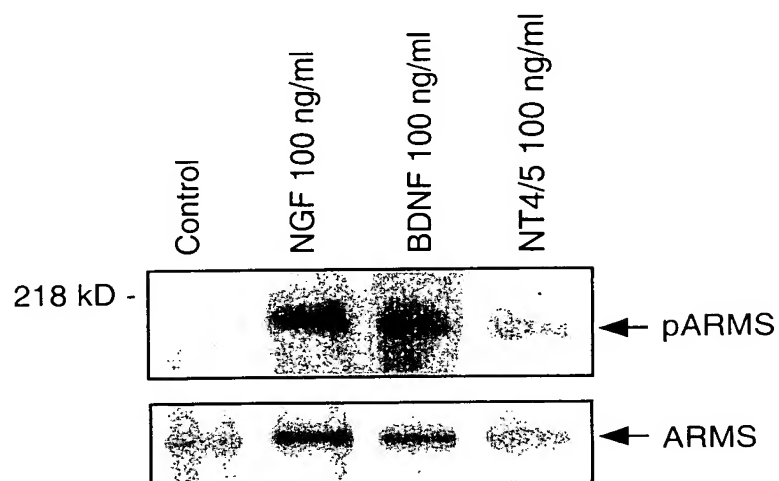 Control
NGF 100 ng/ml
BDNF 100 ng/ml
NT4/5 100 ng/ml
218 kD -
pARMS
ARMS